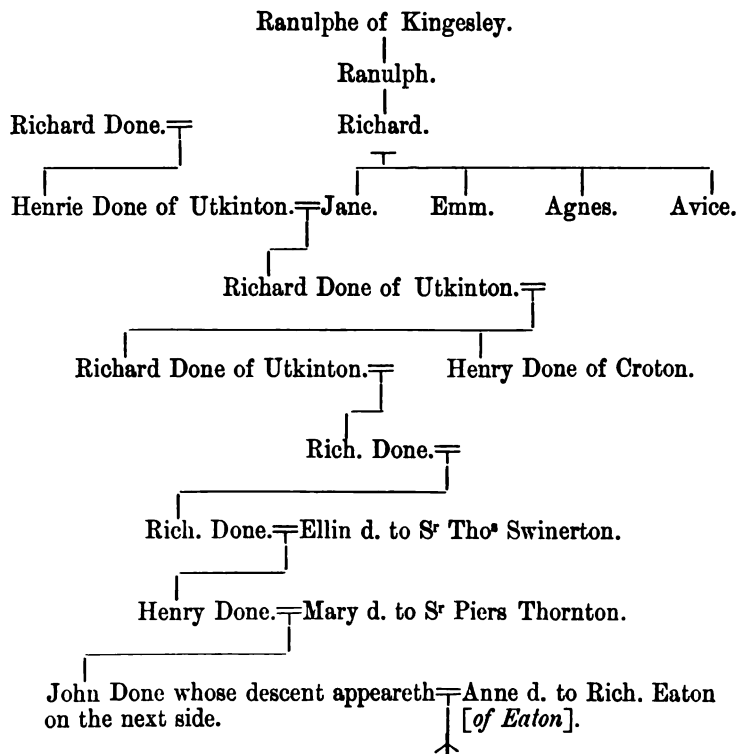 Ranulphe of Kingesley.
Ranulph.
Richard Done. Richard.
Henrie Done of Utkinton. Jane. Emm. Agnes. Avice.
Richard Done of Utkinton.
Richard Done of Utkinton. Henry Done of Croton.
Rich. Done.
Rich. Done. Ellin d. to Sʳ Thoˢ Swinerton.
Henry Done. Mary d. to Sʳ Piers Thornton.
John Done whose descent appeareth Anne d. to Rich. Eaton
on the next side. [of Eaton].